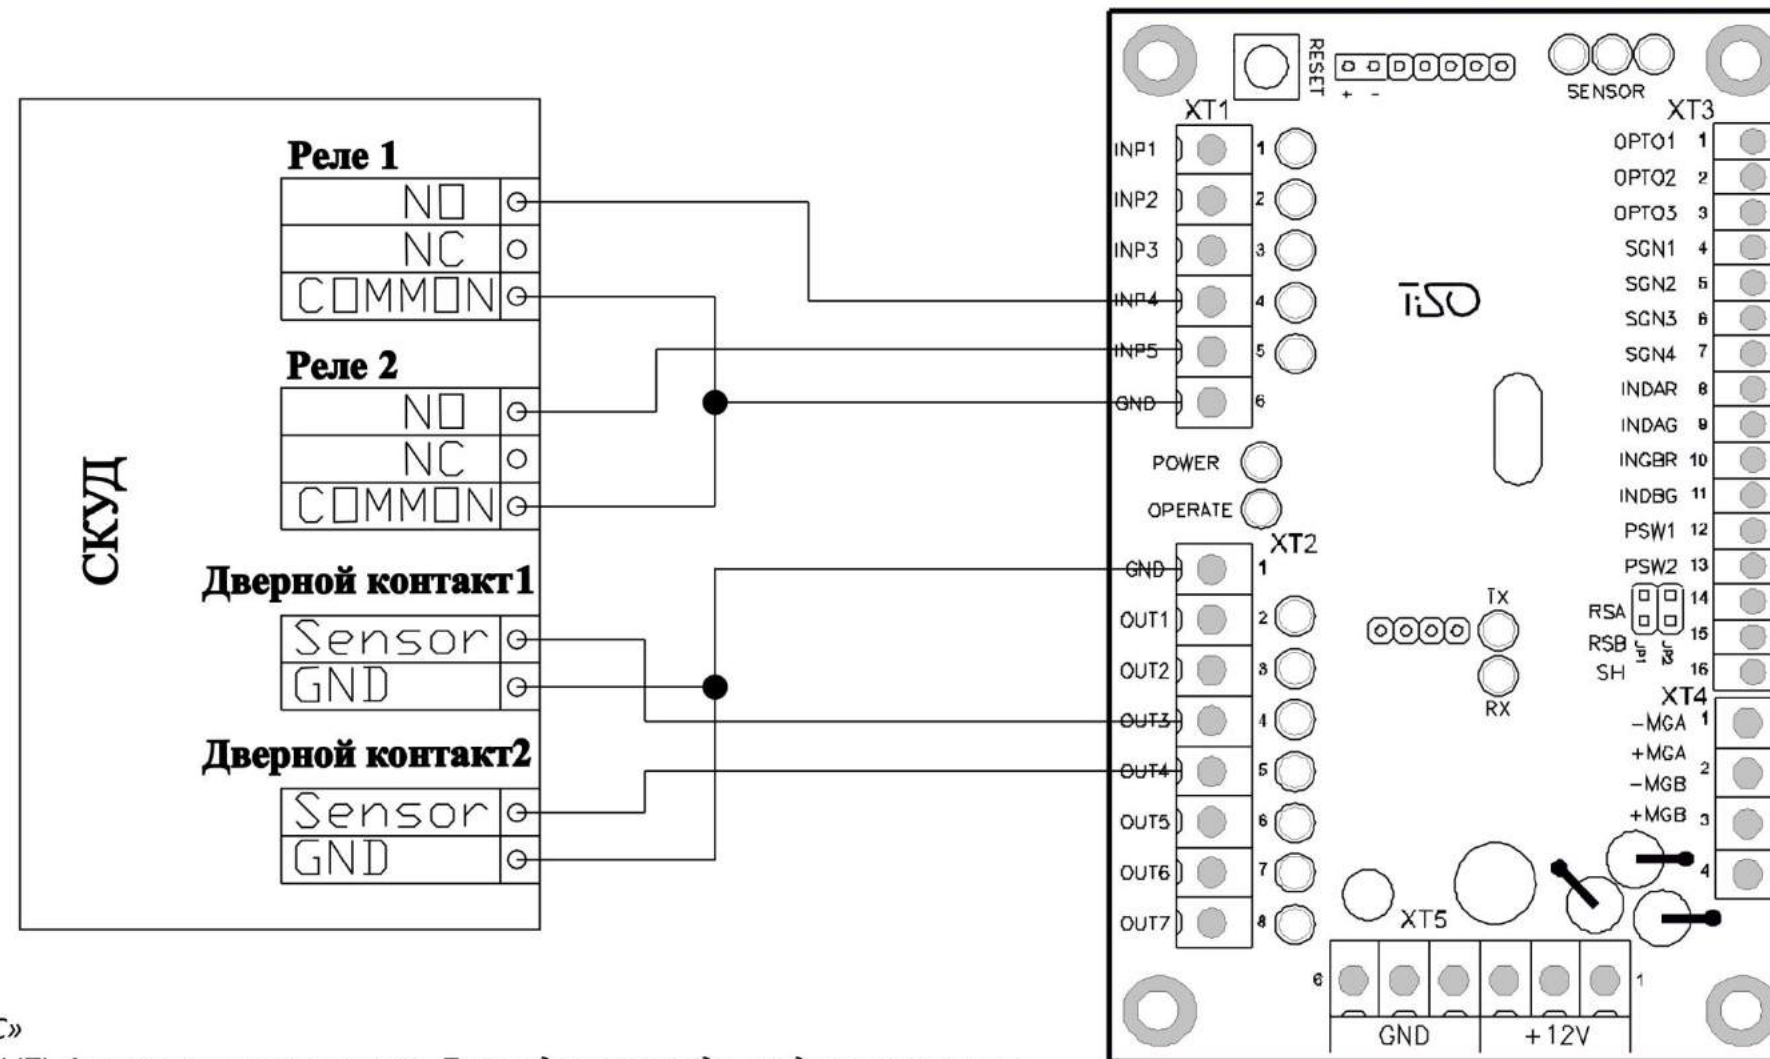 СКУД
Реле 1
NO
NC
COMMON
Реле 2
NO
NC
COMMON
Дверной контакт1
Sensor
GND
Дверной контакт2
Sensor
GND
RESET
+ -
SENSOR
XT1
INP1 1
INP2 2
INP3 3
INP4 4
INP5 5
GND 6
POWER
OPERATE
XT2
GND 1
OUT1 2
OUT2 3
OUT3 4
OUT4 5
OUT5 6
OUT6 7
OUT7 8
TiSO
Tx
RX
XT3
OPTO1 1
OPTO2 2
OPTO3 3
SGN1 4
SGN2 5
SGN3 6
SGN4 7
INDAR 8
INDAG 9
INGBR 10
INDBG 11
PSW1 12
PSW2 13
RSA 14
RSB 15
SH 16
JP1 JP2
XT4
-MGA 1
+MGA 2
-MGB
+MGB 3
4
XT5
6 1
GND +12V
С»